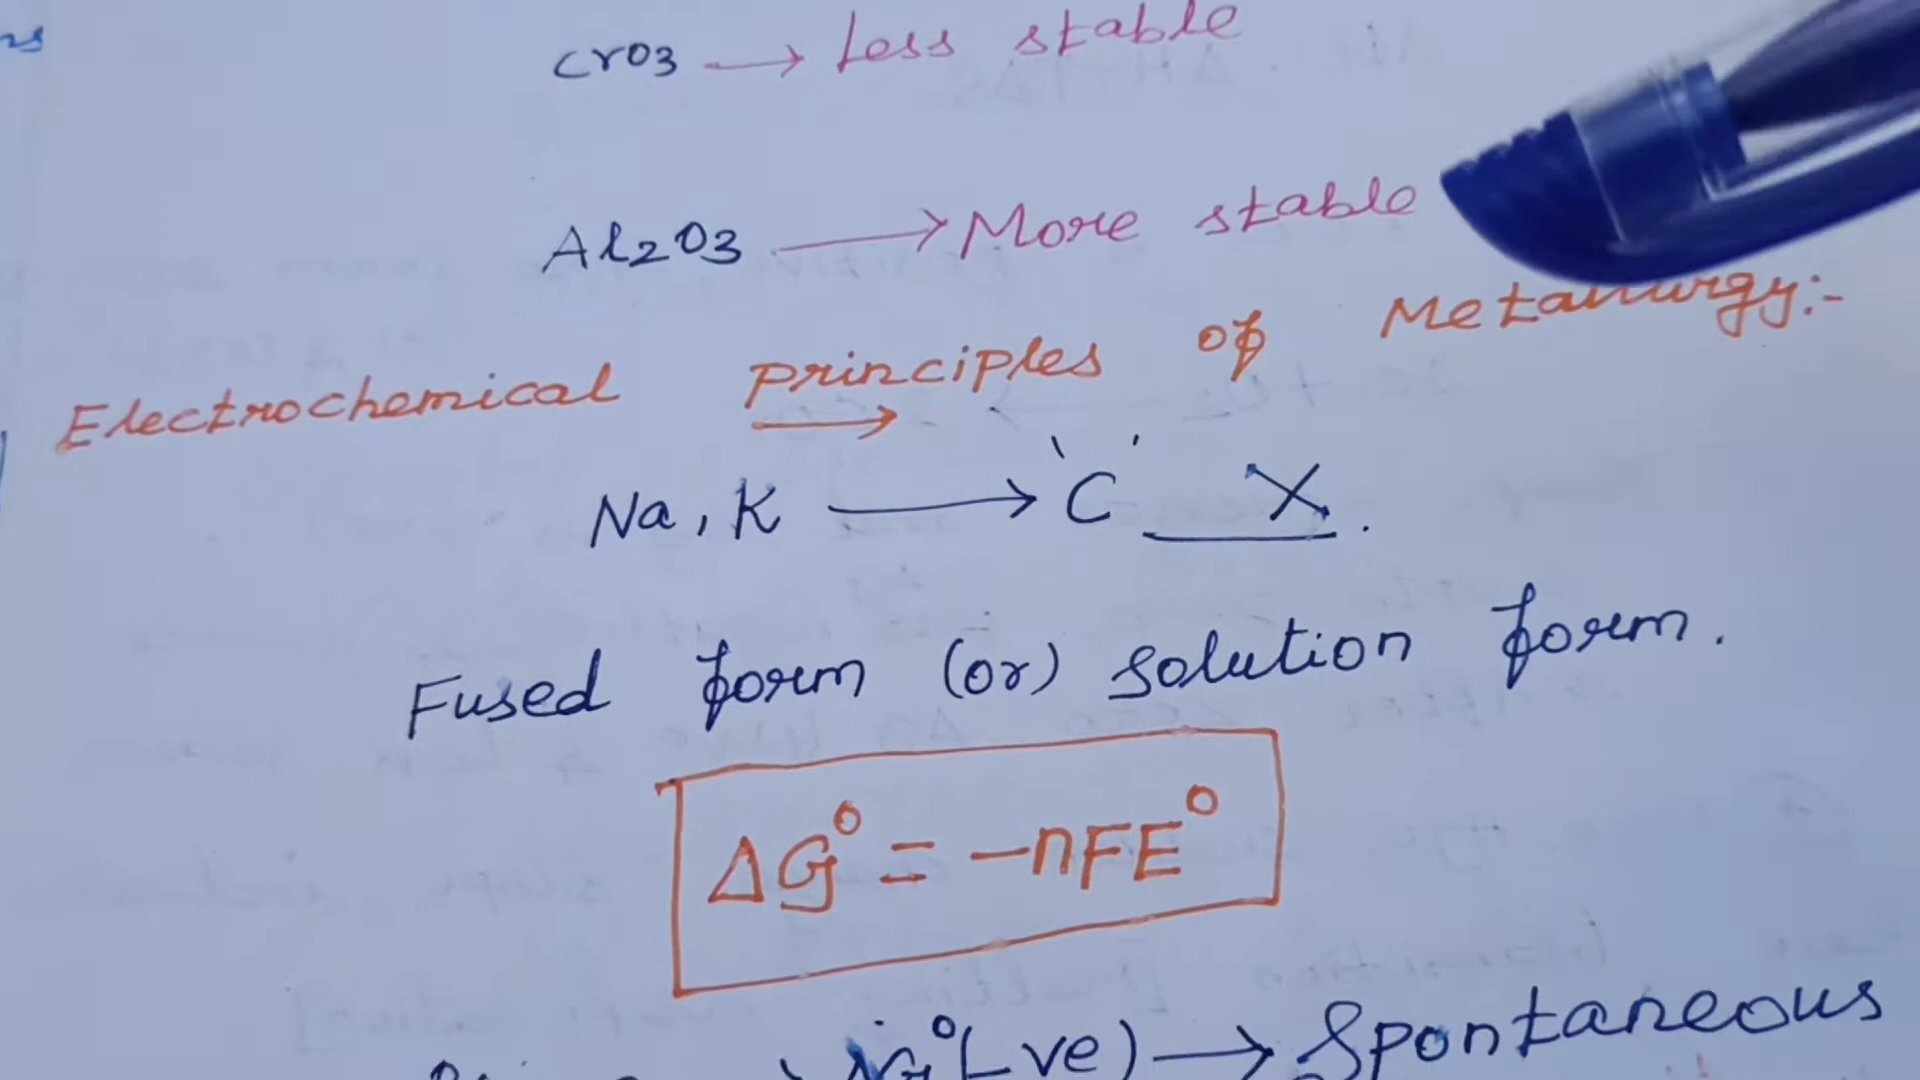 ns
CrO3 → Less stable
Al2O3 → More stable
Electrochemical principles of Metallurgy:-
Na, K → 'C' X.
Fused form (or) solution form.
ΔG° = -nFE°
G°(-ve) → Spontaneous